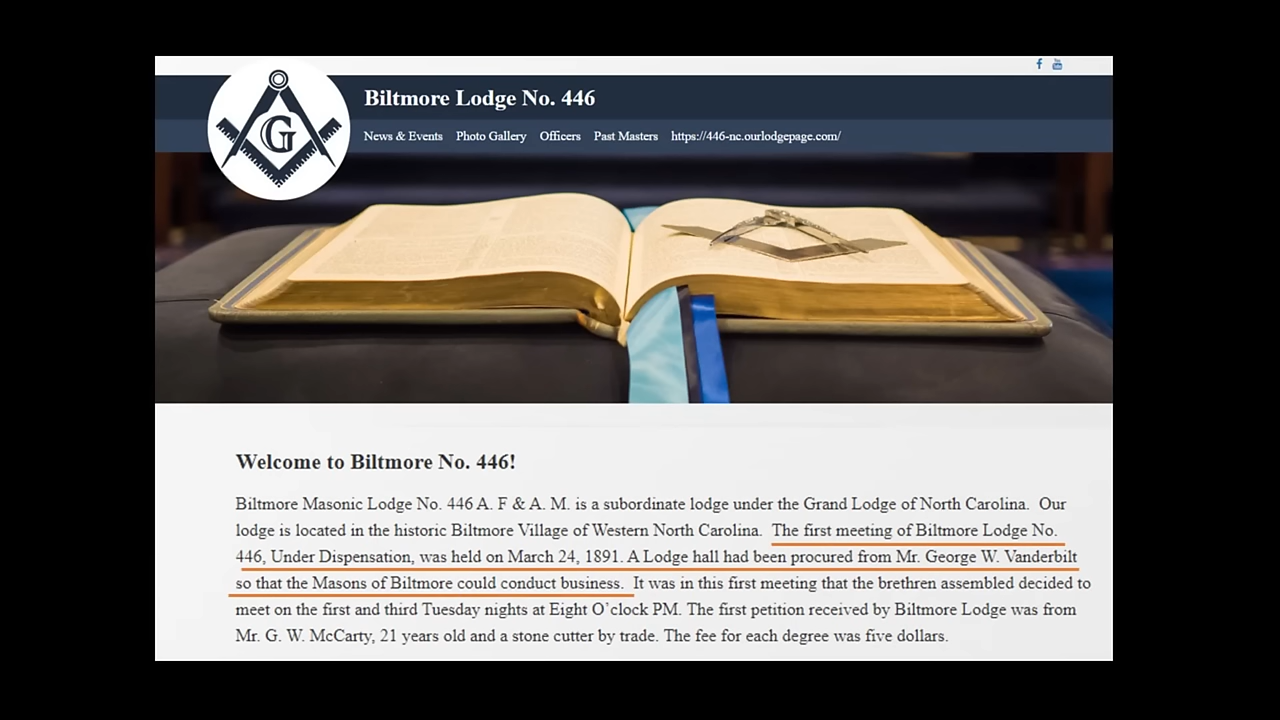 Biltmore Lodge No. 446
News & Events Photo Gallery Officers Past Masters https://446-nc.ourlodgepage.com/
G
Welcome to Biltmore No. 446!
Biltmore Masonic Lodge No. 446 A. F & A. M. is a subordinate lodge under the Grand Lodge of North Carolina. Our
lodge is located in the historic Biltmore Village of Western North Carolina. The first meeting of Biltmore Lodge No.
446, Under Dispensation, was held on March 24, 1891. A Lodge hall had been procured from Mr. George W. Vanderbilt
so that the Masons of Biltmore could conduct business. It was in this first meeting that the brethren assembled decided to
meet on the first and third Tuesday nights at Eight O’clock PM. The first petition received by Biltmore Lodge was from
Mr. G. W. McCarty, 21 years old and a stone cutter by trade. The fee for each degree was five dollars.